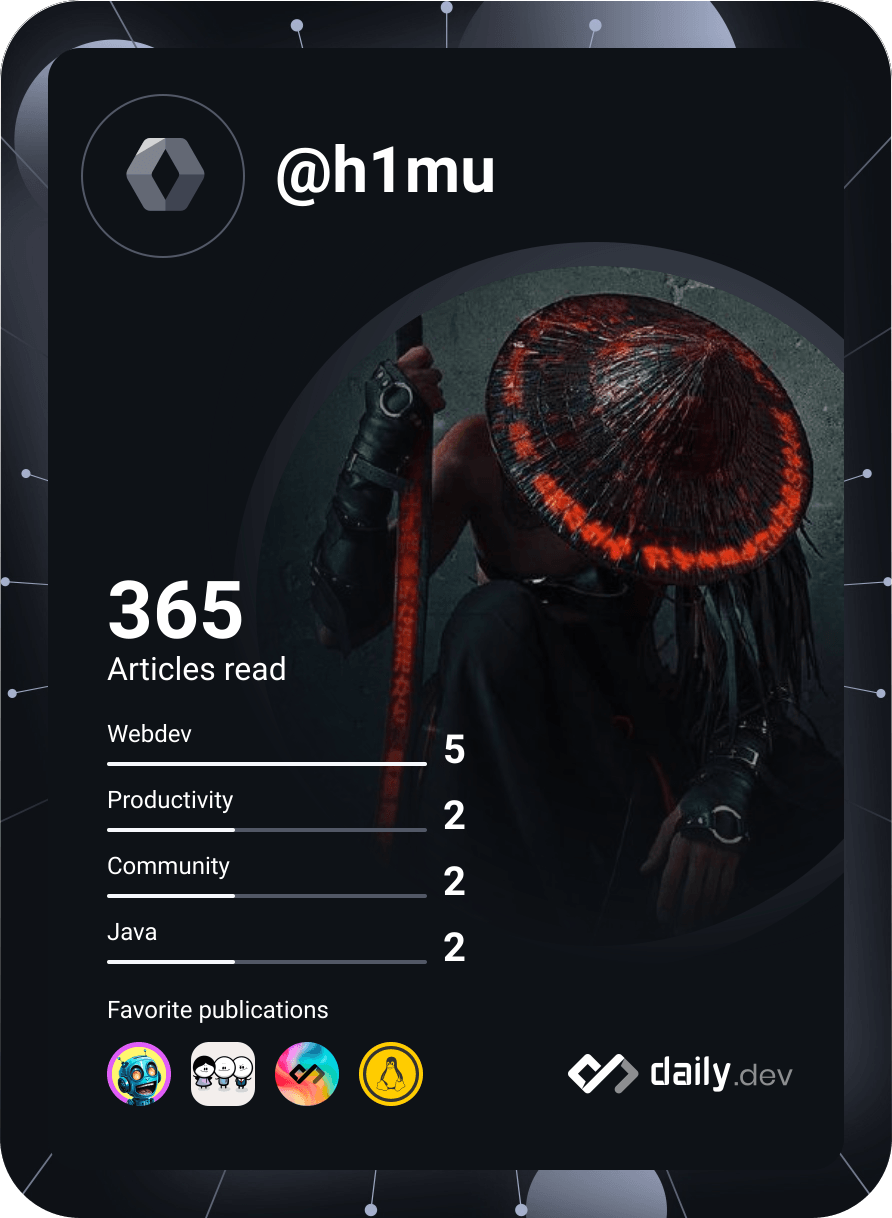 @h1mu
365
Articles read
Webdev
5
Productivity
2
Community
2
Java
2
Favorite publications
daily.dev